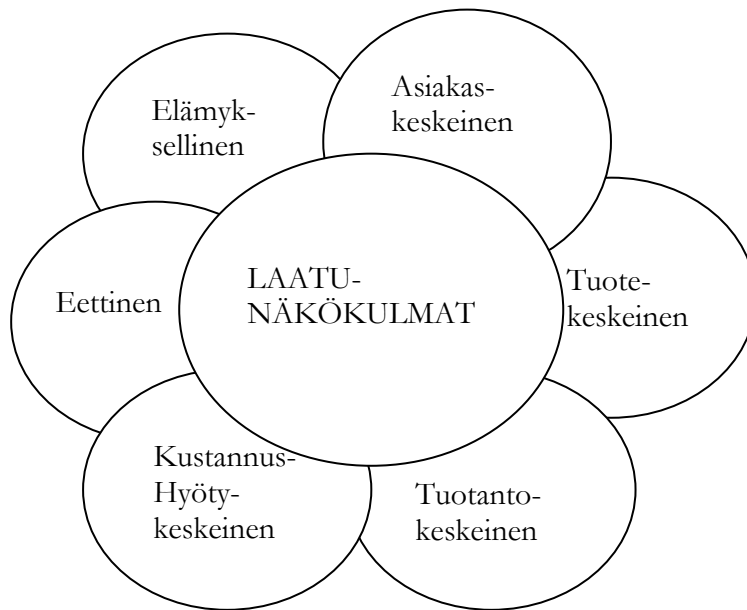 Elämyk-
sellinen
Asiakas-
keskeinen
Eettinen
LAATU-
NÄKÖKULMAT
Tuote-
keskeinen
Kustannus-
Hyöty-
keskeinen
Tuotanto-
keskeinen